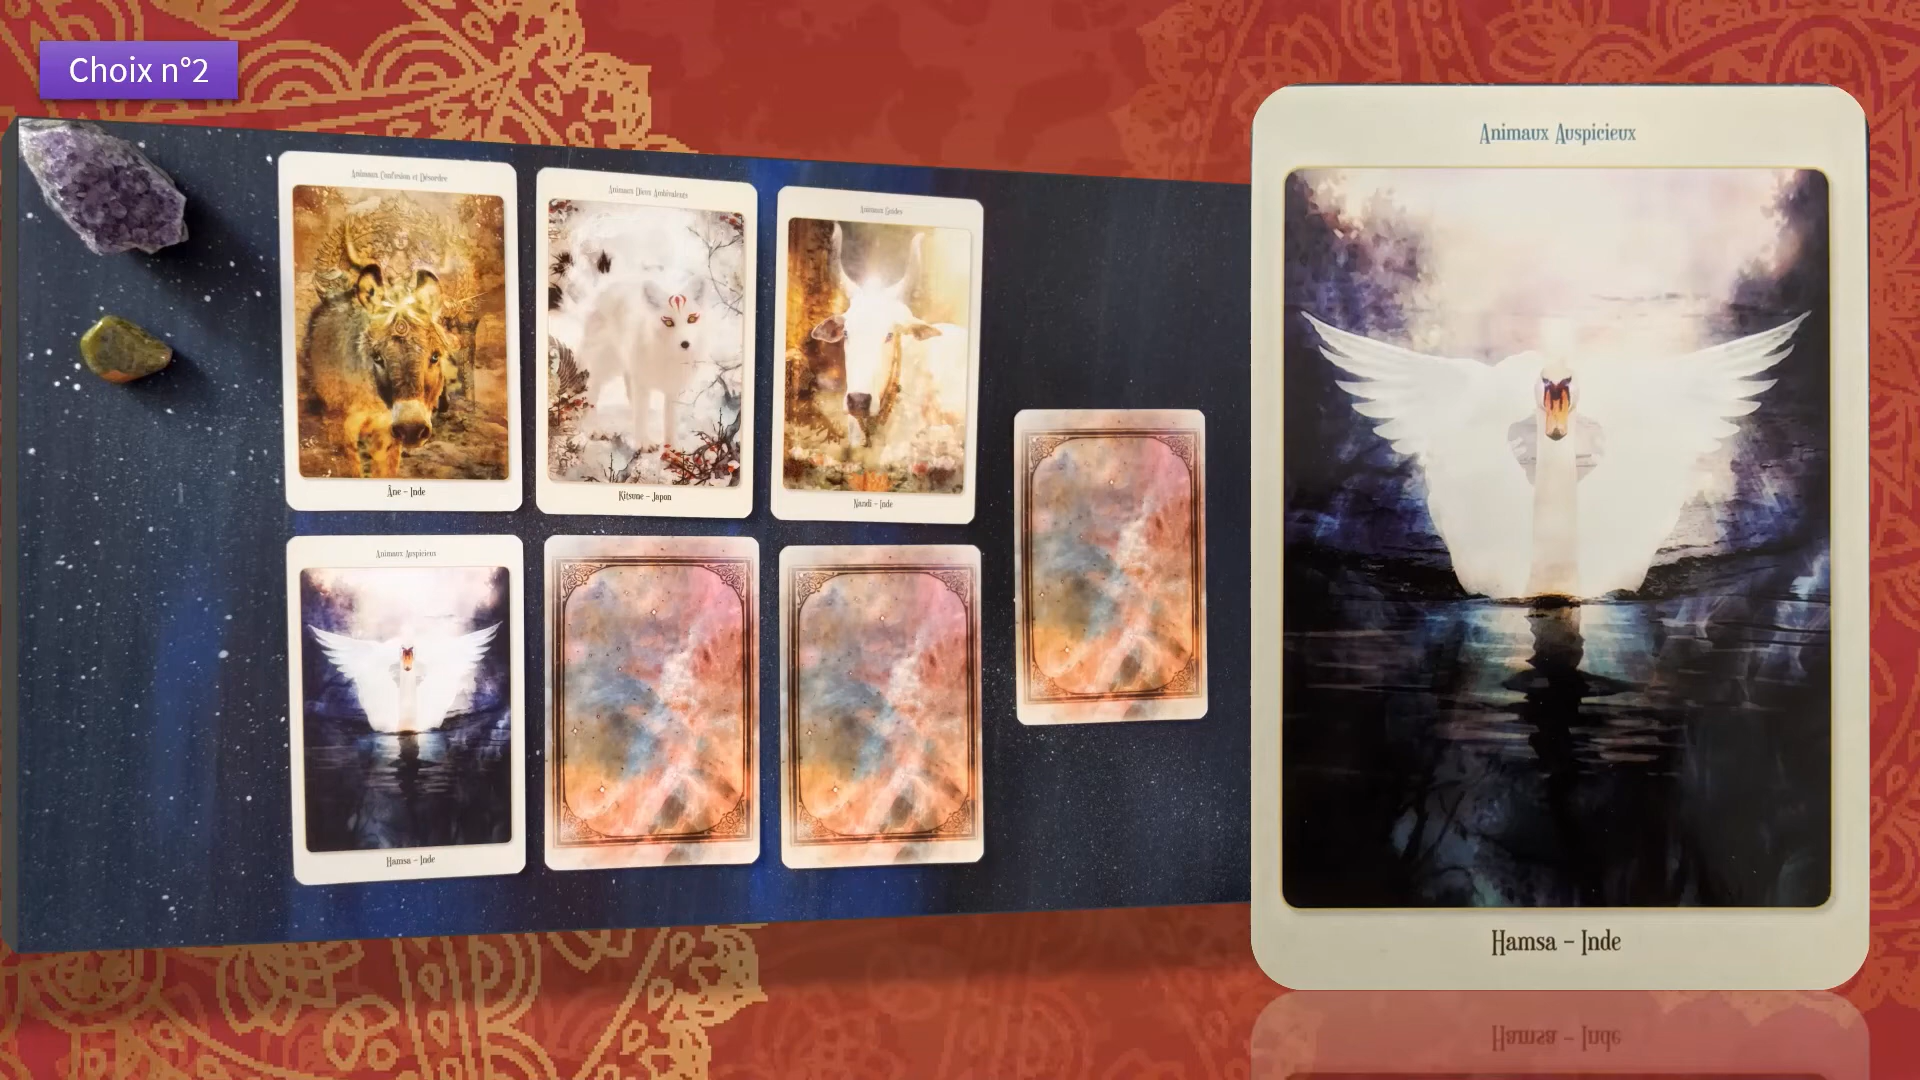 Choix n°2
Animaux Confusion et Désordre
Âne – Inde
Animaux Dieux Ambivalents
Kitsune – Japon
Animaux Guides
Nandi – Inde
Animaux Auspicieux
Hamsa – Inde
Animaux Auspicieux
Hamsa – Inde